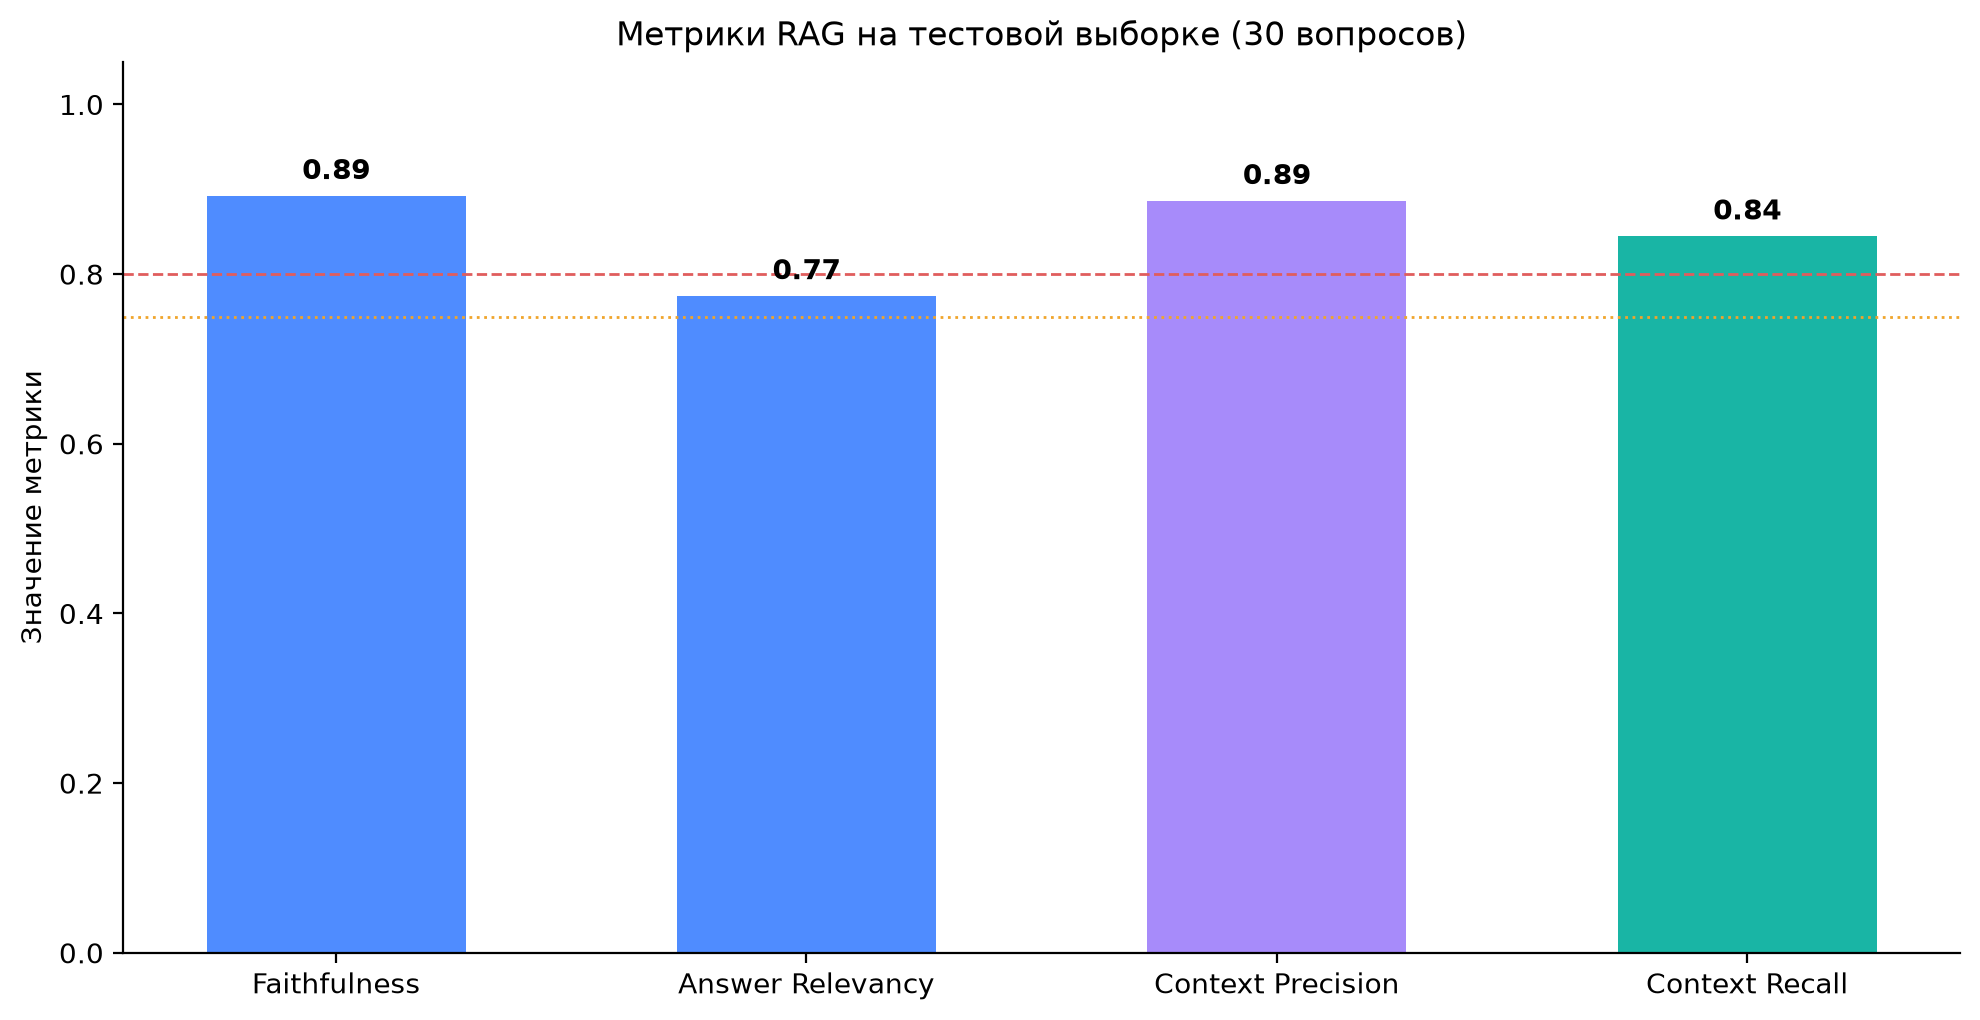 Метрики RAG на тестовой выборке (30 вопросов)
Значение метрики
1.0
0.8
0.6
0.4
0.2
0.0
0.89
0.77
0.89
0.84
Faithfulness
Answer Relevancy
Context Precision
Context Recall